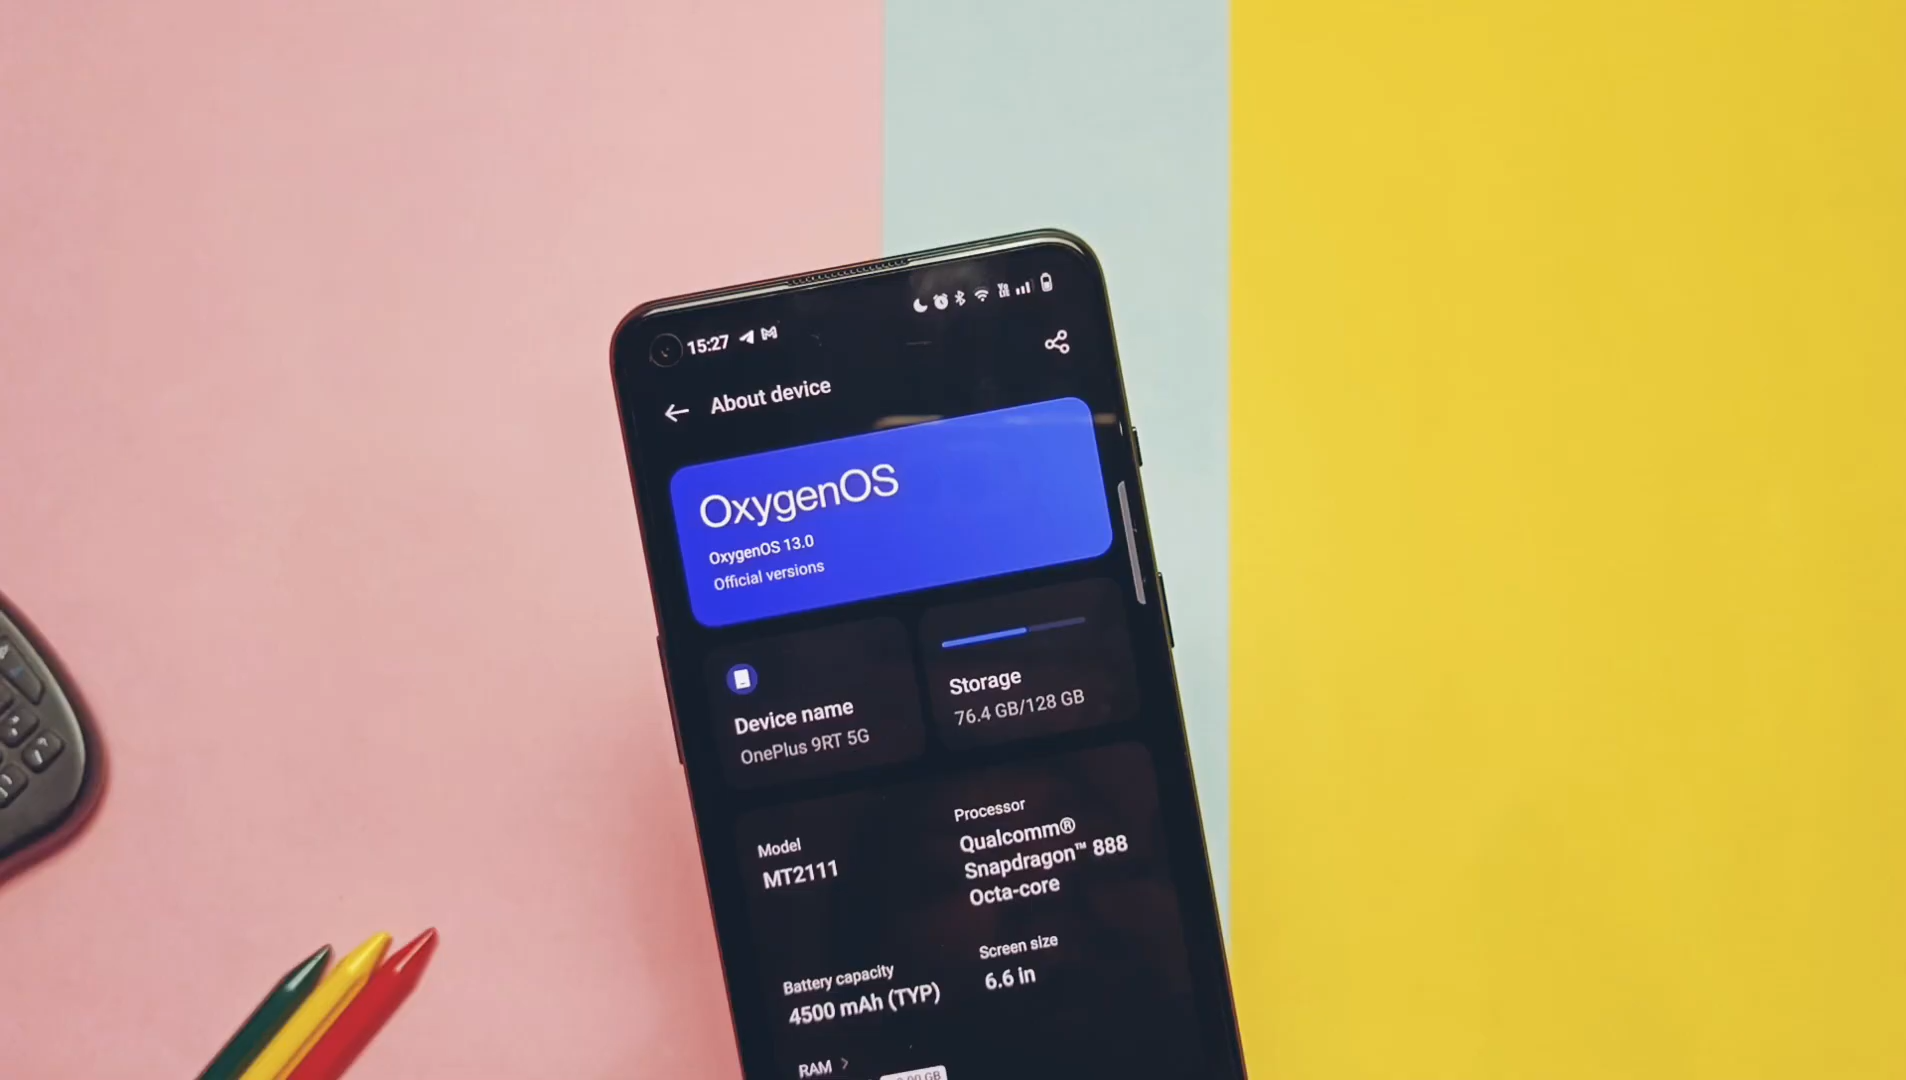 15:27
About device
OxygenOS
OxygenOS 13.0
Official versions
Device name
OnePlus 9RT 5G
Storage
76.4 GB/128 GB
Model
MT2111
Processor
Qualcomm®
Snapdragon™ 888
Octa-core
Battery capacity
4500 mAh (TYP)
Screen size
6.6 in
RAM